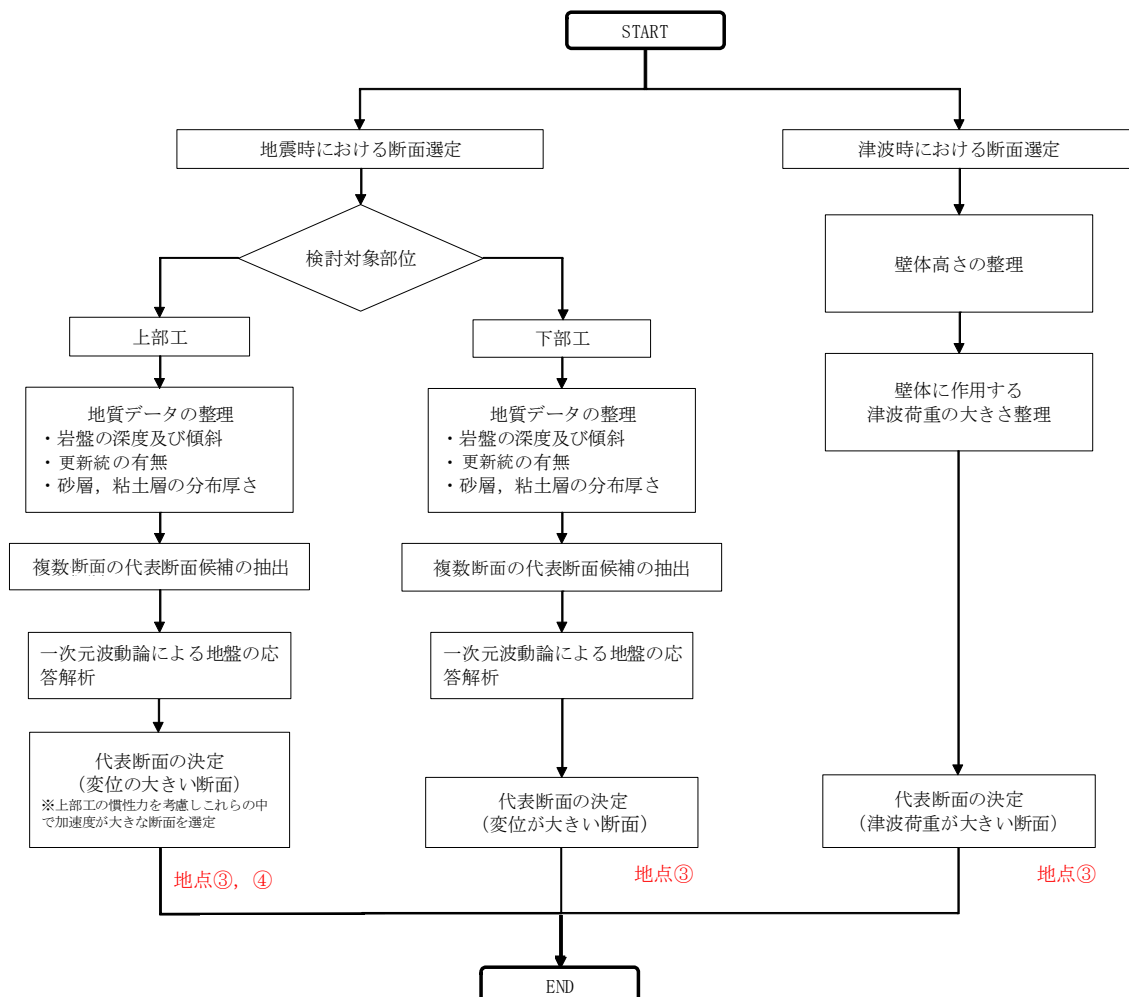 START
地震時における断面選定
津波時における断面選定
検討対象部位
壁体高さの整理
上部工
下部工
地質データの整理
・岩盤の深度及び傾斜
・更新統の有無
・砂層，粘土層の分布厚さ
地質データの整理
・岩盤の深度及び傾斜
・更新統の有無
・砂層，粘土層の分布厚さ
壁体に作用する
津波荷重の大きさ整理
複数断面の代表断面候補の抽出
複数断面の代表断面候補の抽出
一次元波動論による地盤の応
答解析
一次元波動論による地盤の応
答解析
代表断面の決定
（変位の大きい断面）
※上部工の慣性力を考慮しこれらの中
で加速度が大きな断面を選定
代表断面の決定
（変位が大きい断面）
代表断面の決定
（津波荷重が大きい断面）
地点③，④
地点③
地点③
END